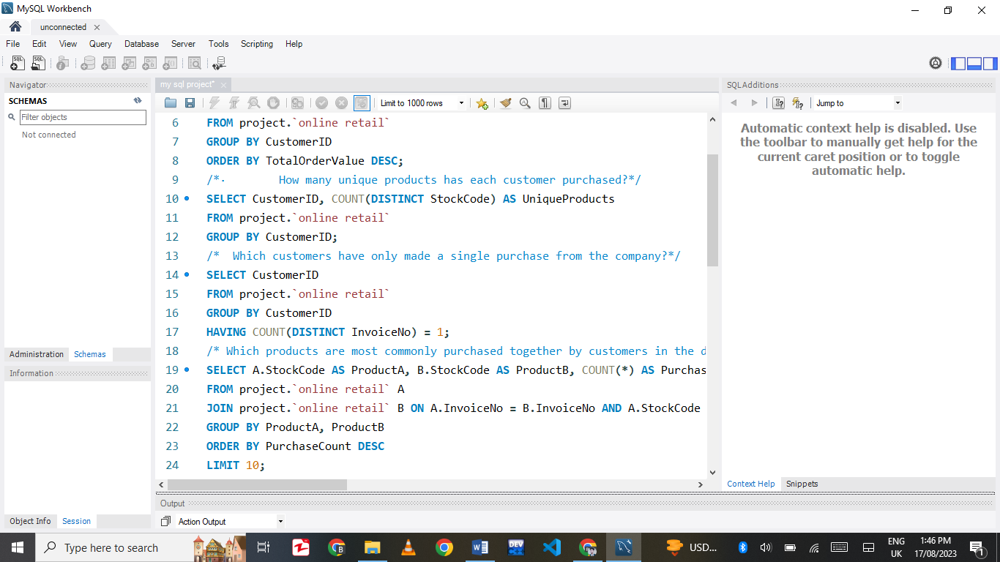 MySQL Workbench
unconnected
File Edit View Query Database Server Tools Scripting Help
Navigator
SCHEMAS
Filter objects
Not connected
Administration Schemas
Information
Object Info Session
my sql project*
Limit to 1000 rows
6 FROM project.`online retail`
7 GROUP BY CustomerID
8 ORDER BY TotalOrderValue DESC;
9 /*· How many unique products has each customer purchased?*/
10 SELECT CustomerID, COUNT(DISTINCT StockCode) AS UniqueProducts
11 FROM project.`online retail`
12 GROUP BY CustomerID;
13 /* Which customers have only made a single purchase from the company?*/
14 SELECT CustomerID
15 FROM project.`online retail`
16 GROUP BY CustomerID
17 HAVING COUNT(DISTINCT InvoiceNo) = 1;
18 /* Which products are most commonly purchased together by customers in the d
19 SELECT A.StockCode AS ProductA, B.StockCode AS ProductB, COUNT(*) AS Purchas
20 FROM project.`online retail` A
21 JOIN project.`online retail` B ON A.InvoiceNo = B.InvoiceNo AND A.StockCode
22 GROUP BY ProductA, ProductB
23 ORDER BY PurchaseCount DESC
24 LIMIT 10;
SQLAdditions
Jump to
Automatic context help is disabled. Use
the toolbar to manually get help for the
current caret position or to toggle
automatic help.
Context Help Snippets
Output
Action Output
Type here to search
USD...
ENG
UK
1:46 PM
17/08/2023
1